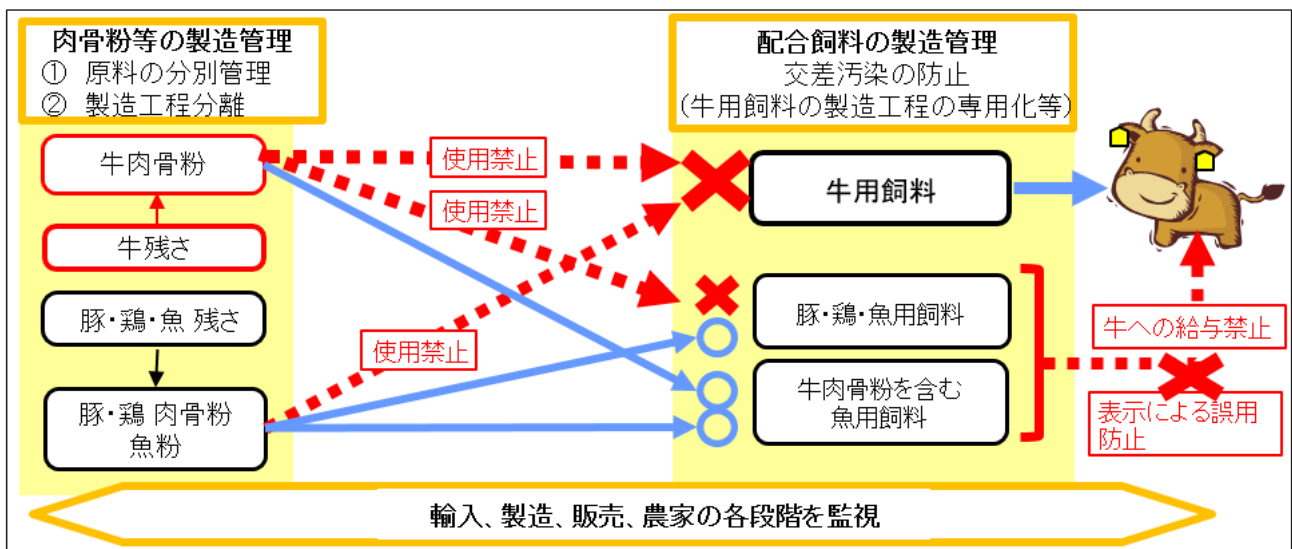 肉骨粉等の製造管理
① 原料の分別管理
② 製造工程分離
配合飼料の製造管理
交差汚染の防止
(牛用飼料の製造工程の専用化等)
牛肉骨粉
使用禁止
牛用飼料
使用禁止
牛残さ
豚・鶏・魚 残さ
豚・鶏・魚用飼料
牛への給与禁止
使用禁止
豚・鶏 肉骨粉
魚粉
牛肉骨粉を含む
魚用飼料
表示による誤用
防止
輸入、製造、販売、農家の各段階を監視